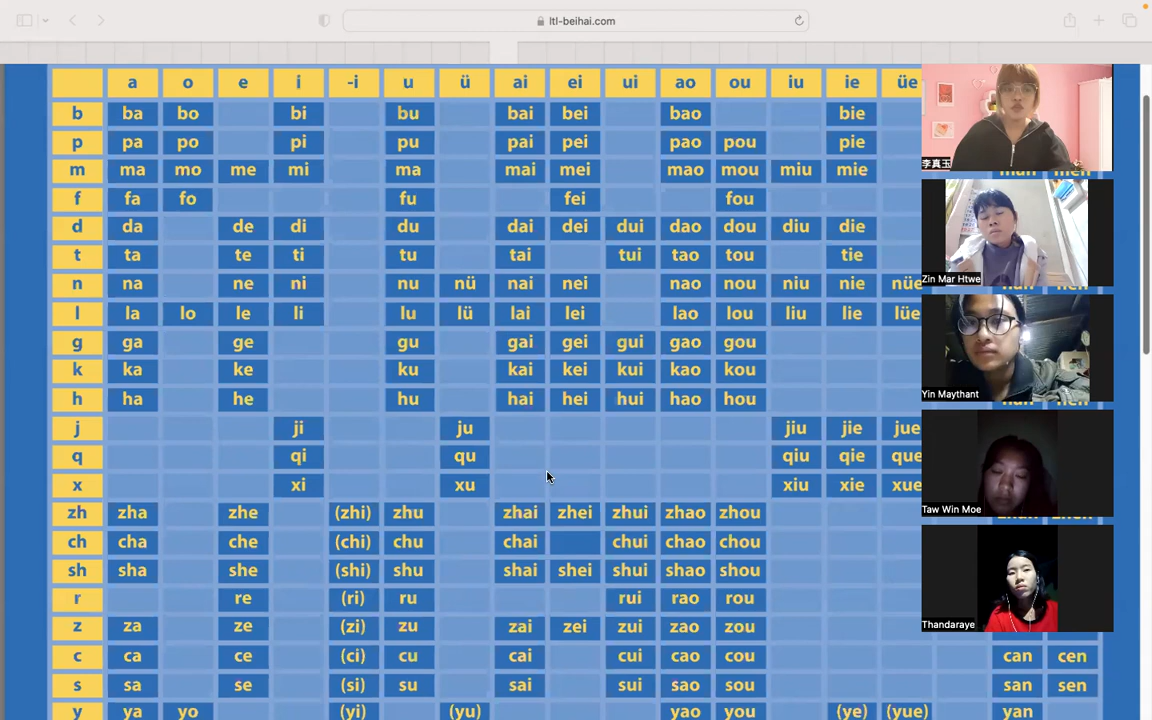 ltl-beihai.com
a o e i -i u ü ai ei ui ao ou iu ie üe
b ba bo bi bu bai bei bao bie
p pa po pi pu pai pei pao pou pie
m ma mo me mi ma mai mei mao mou miu mie
f fa fo fu fei fou
d da de di du dai dei dui dao dou diu die
t ta te ti tu tai tui tao tou tie
n na ne ni nu nü nai nei nao nou niu nie nüe
l la lo le li lu lü lai lei lao lou liu lie lüe
g ga ge gu gai gei gui gao gou
k ka ke ku kai kei kui kao kou
h ha he hu hai hei hui hao hou
j ji ju jiu jie jue
q qi qu qiu qie que
x xi xu xiu xie xue
zh zha zhe (zhi) zhu zhai zhei zhui zhao zhou
ch cha che (chi) chu chai chui chao chou
sh sha she (shi) shu shai shei shui shao shou
r re (ri) ru rui rao rou
z za ze (zi) zu zai zei zui zao zou
c ca ce (ci) cu cai cui cao cou can cen
s sa se (si) su sai sui sao sou san sen
y ya yo (yi) (yu) yao you (ye) (yue) yan
李真玉
Zin Mar Htwe
Yin Maythant
Taw Win Moe
Thandaraye